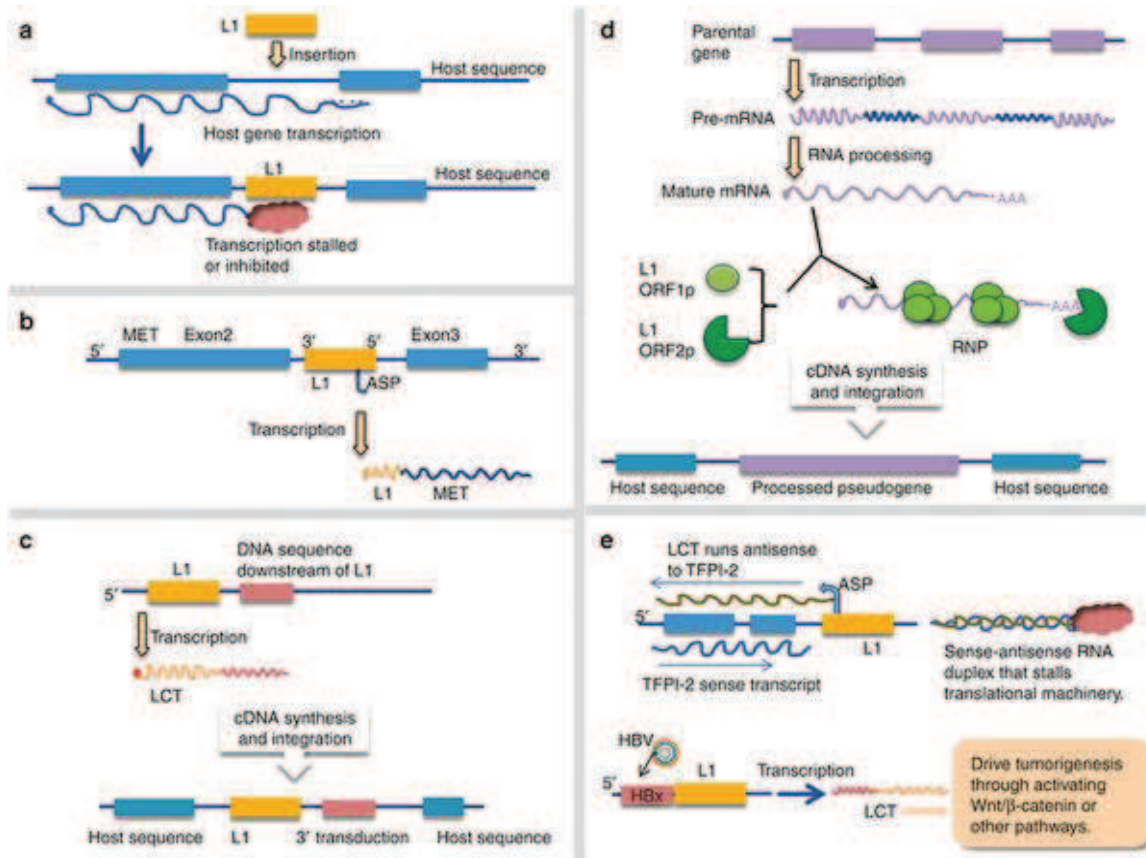 a
L1
Insertion
Host sequence
Host gene transcription
L1
Host sequence
Transcription stalled
or inhibited
b
5′ MET Exon2 3′ 5′ Exon3 3′
L1 ASP
Transcription
L1 MET
c
L1
DNA sequence
downstream of L1
5′
Transcription
LCT
cDNA synthesis
and integration
Host sequence L1 3′ transduction Host sequence
d
Parental
gene
Transcription
Pre-mRNA
RNA processing
Mature mRNA
AAA
L1
ORF1p
L1
ORF2p
AAA
RNP
cDNA synthesis
and integration
Host sequence Processed pseudogene Host sequence
e
LCT runs antisense
to TFPI-2
ASP
5′
L1
TFPI-2 sense transcript
Sense-antisense RNA
duplex that stalls
translational machinery.
HBV
5′
HBx
L1
Transcription
LCT
Drive tumorigenesis
through activating
Wnt/β-catenin or
other pathways.